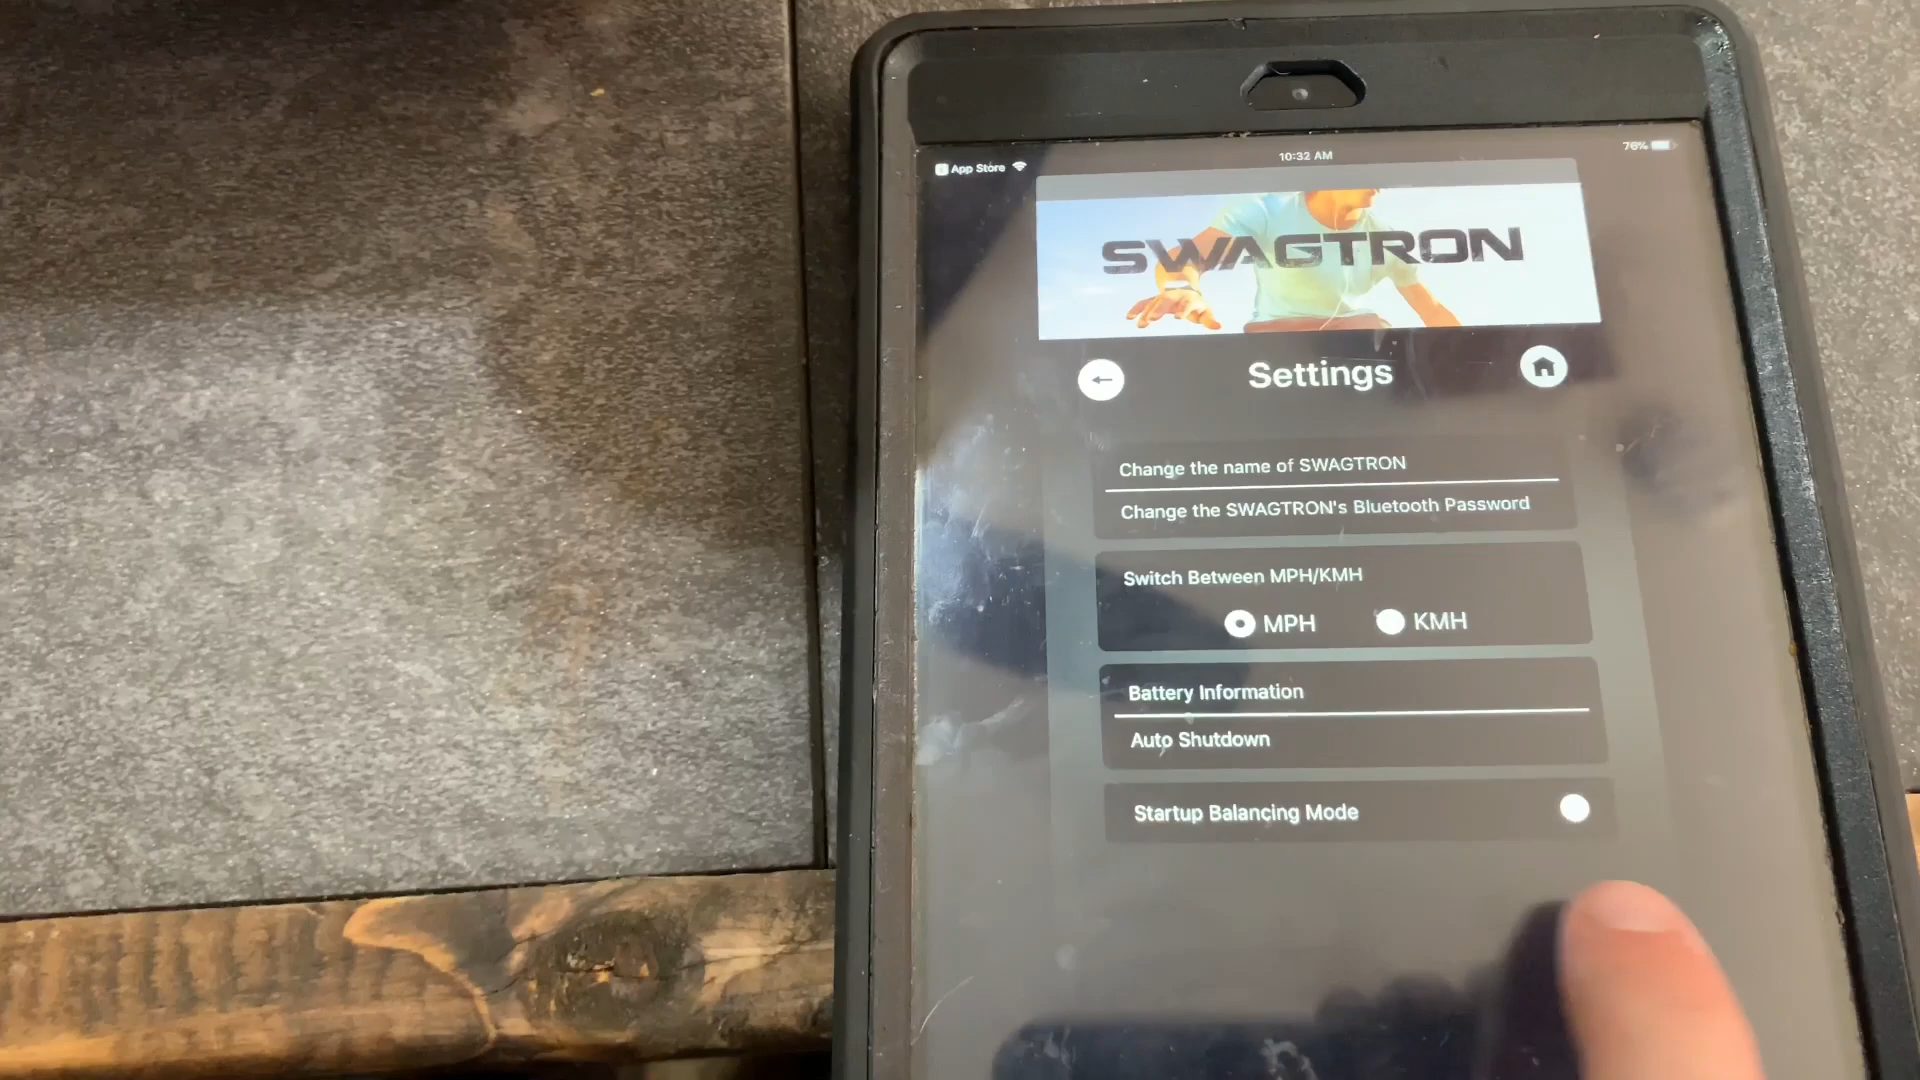 App Store
10:32 AM
76%
SWAGTRON
Settings
Change the name of SWAGTRON
Change the SWAGTRON's Bluetooth Password
Switch Between MPH/KMH
MPH KMH
Battery Information
Auto Shutdown
Startup Balancing Mode